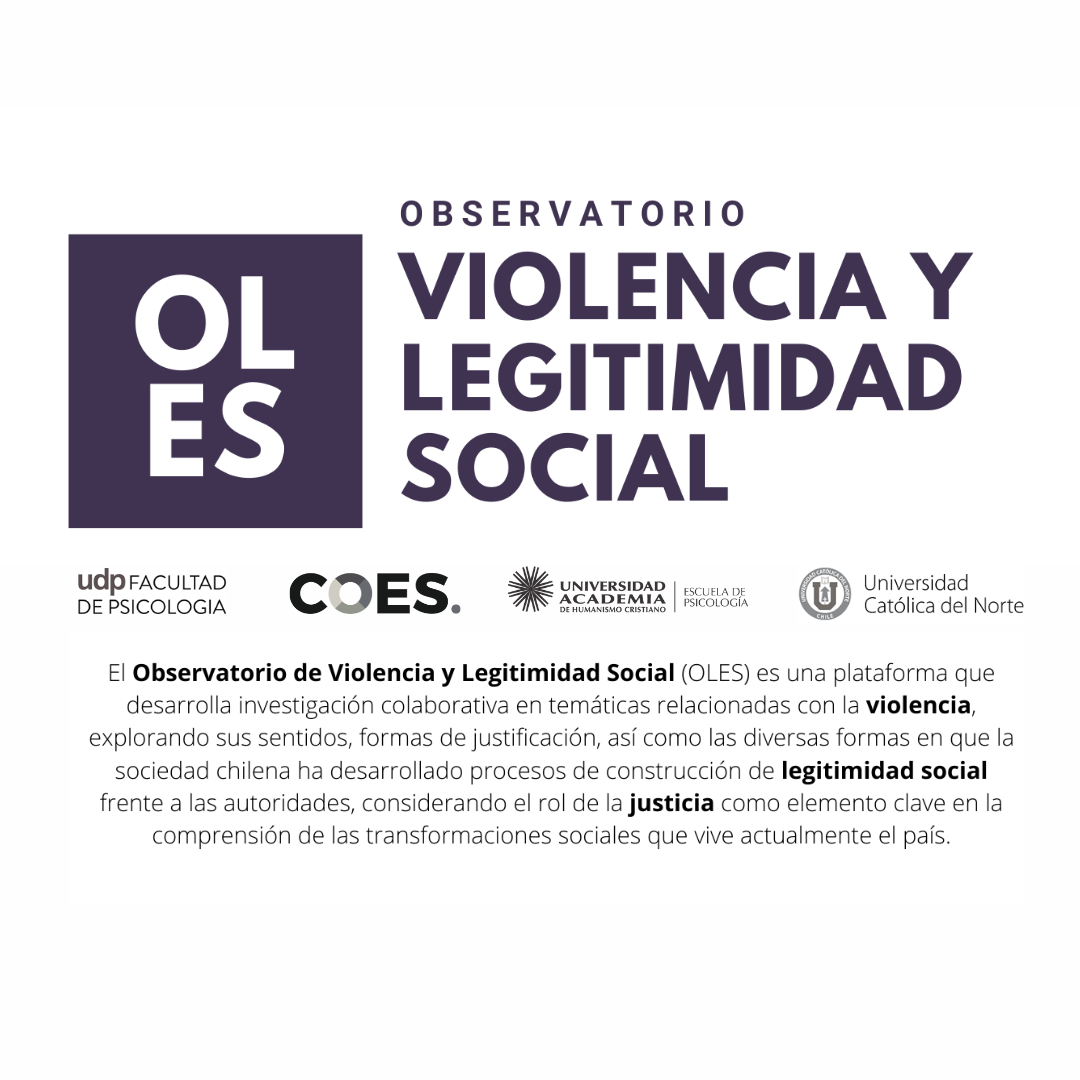 OL
ES
OBSERVATORIO
VIOLENCIA Y
LEGITIMIDAD
SOCIAL
udp FACULTAD
DE PSICOLOGIA
COES.
UNIVERSIDAD
ACADEMIA
DE HUMANISMO CRISTIANO
ESCUELA DE
PSICOLOGÍA
Universidad
Católica del Norte
El Observatorio de Violencia y Legitimidad Social (OLES) es una plataforma que
desarrolla investigación colaborativa en temáticas relacionadas con la violencia,
explorando sus sentidos, formas de justificación, así como las diversas formas en que la
sociedad chilena ha desarrollado procesos de construcción de legitimidad social
frente a las autoridades, considerando el rol de la justicia como elemento clave en la
comprensión de las transformaciones sociales que vive actualmente el país.